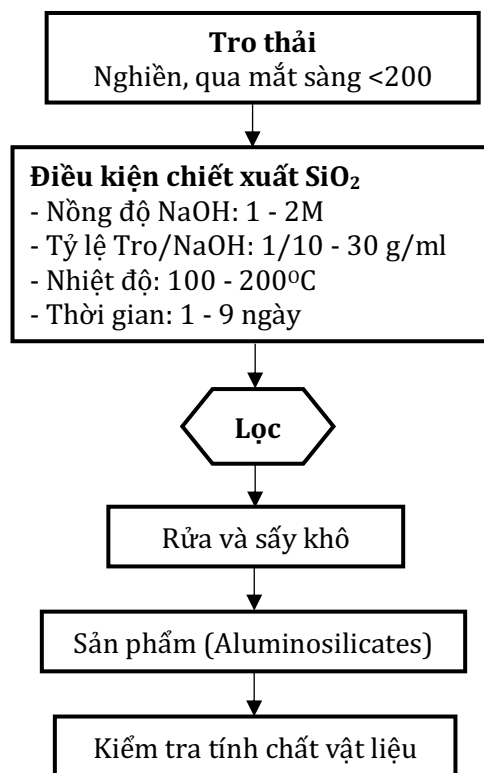 Tro thải
Nghiền, qua mắt sàng <200
Điều kiện chiết xuất SiO₂
- Nồng độ NaOH: 1 - 2M
- Tỷ lệ Tro/NaOH: 1/10 - 30 g/ml
- Nhiệt độ: 100 - 200⁰C
- Thời gian: 1 - 9 ngày
Lọc
Rửa và sấy khô
Sản phẩm (Aluminosilicates)
Kiểm tra tính chất vật liệu